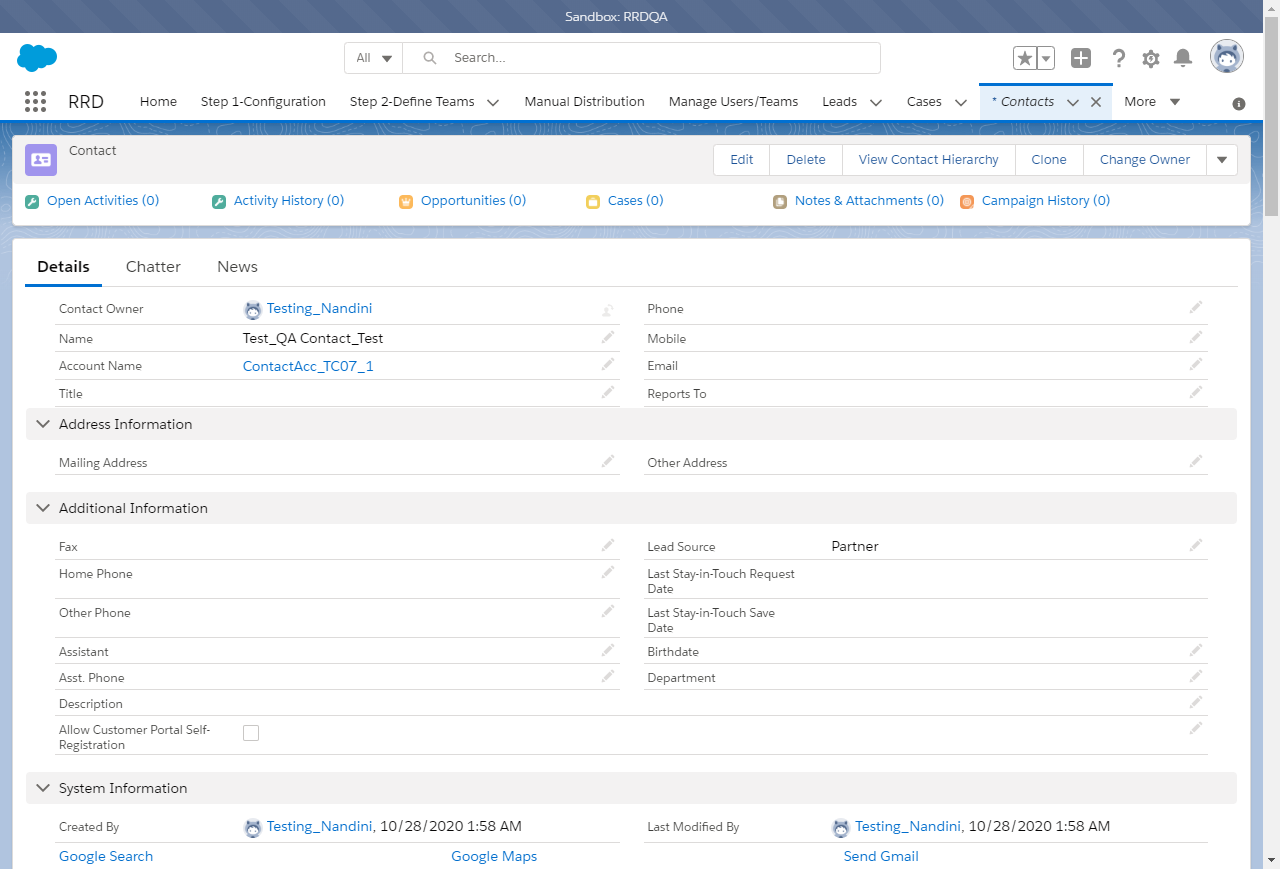 Sandbox: RRDQA
All
Search...
RRD
Home
Step 1-Configuration
Step 2-Define Teams
Manual Distribution
Manage Users/Teams
Leads
Cases
* Contacts
More
Contact
Edit
Delete
View Contact Hierarchy
Clone
Change Owner
Open Activities (0)
Activity History (0)
Opportunities (0)
Cases (0)
Notes & Attachments (0)
Campaign History (0)
Details
Chatter
News
Contact Owner
Testing_Nandini
Phone
Name
Test_QA Contact_Test
Mobile
Account Name
ContactAcc_TC07_1
Email
Title
Reports To
Address Information
Mailing Address
Other Address
Additional Information
Fax
Lead Source
Partner
Home Phone
Last Stay-in-Touch Request
Date
Other Phone
Last Stay-in-Touch Save
Date
Assistant
Birthdate
Asst. Phone
Department
Description
Allow Customer Portal Self-
Registration
System Information
Created By
Testing_Nandini, 10/28/2020 1:58 AM
Last Modified By
Testing_Nandini, 10/28/2020 1:58 AM
Google Search
Google Maps
Send Gmail